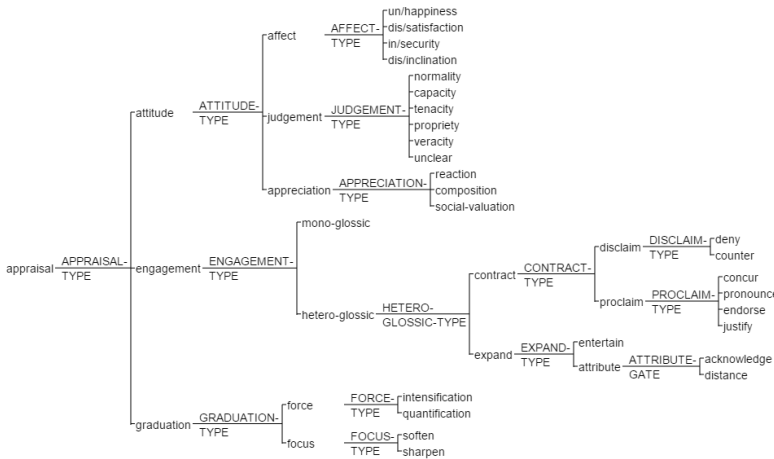 un/happiness
affect AFFECT- dis/satisfaction
TYPE in/security
dis/inclination
normality
capacity
attitude ATTITUDE- judgement JUDGEMENT- tenacity
TYPE TYPE propriety
veracity
unclear
reaction
appreciation APPRECIATION- composition
TYPE social-valuation
mono-glossic
appraisal APPRAISAL- engagement ENGAGEMENT-
TYPE TYPE
hetero-glossic HETERO-
GLOSSIC-TYPE
contract CONTRACT-
TYPE
disclaim DISCLAIM- deny
TYPE counter
concur
proclaim PROCLAIM- pronounce
TYPE endorse
justify
expand EXPAND- entertain
TYPE attribute ATTRIBUTE- acknowledge
GATE distance
graduation GRADUATION-
TYPE
force FORCE- intensification
TYPE quantification
focus FOCUS- soften
TYPE sharpen